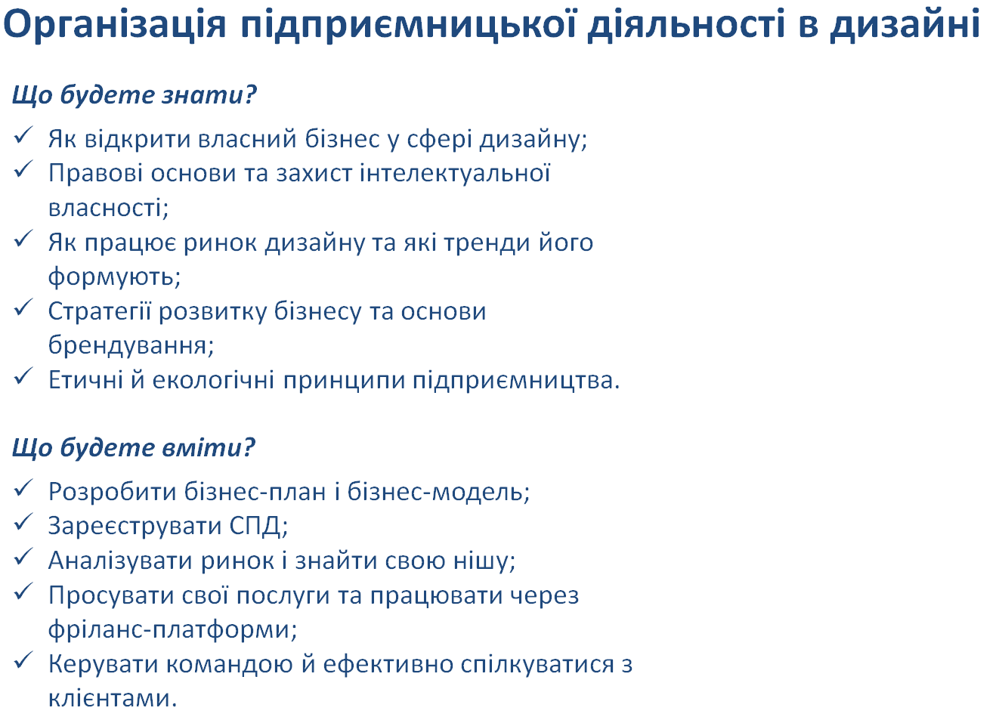 Організація підприємницької діяльності в дизайні
Що будете знати?
✓ Як відкрити власний бізнес у сфері дизайну;
✓ Правові основи та захист інтелектуальної
власності;
✓ Як працює ринок дизайну та які тренди його
формують;
✓ Стратегії розвитку бізнесу та основи
брендування;
✓ Етичні й екологічні принципи підприємництва.
Що будете вміти?
✓ Розробити бізнес-план і бізнес-модель;
✓ Зареєструвати СПД;
✓ Аналізувати ринок і знайти свою нішу;
✓ Просувати свої послуги та працювати через
фріланс-платформи;
✓ Керувати командою й ефективно спілкуватися з
клієнтами.